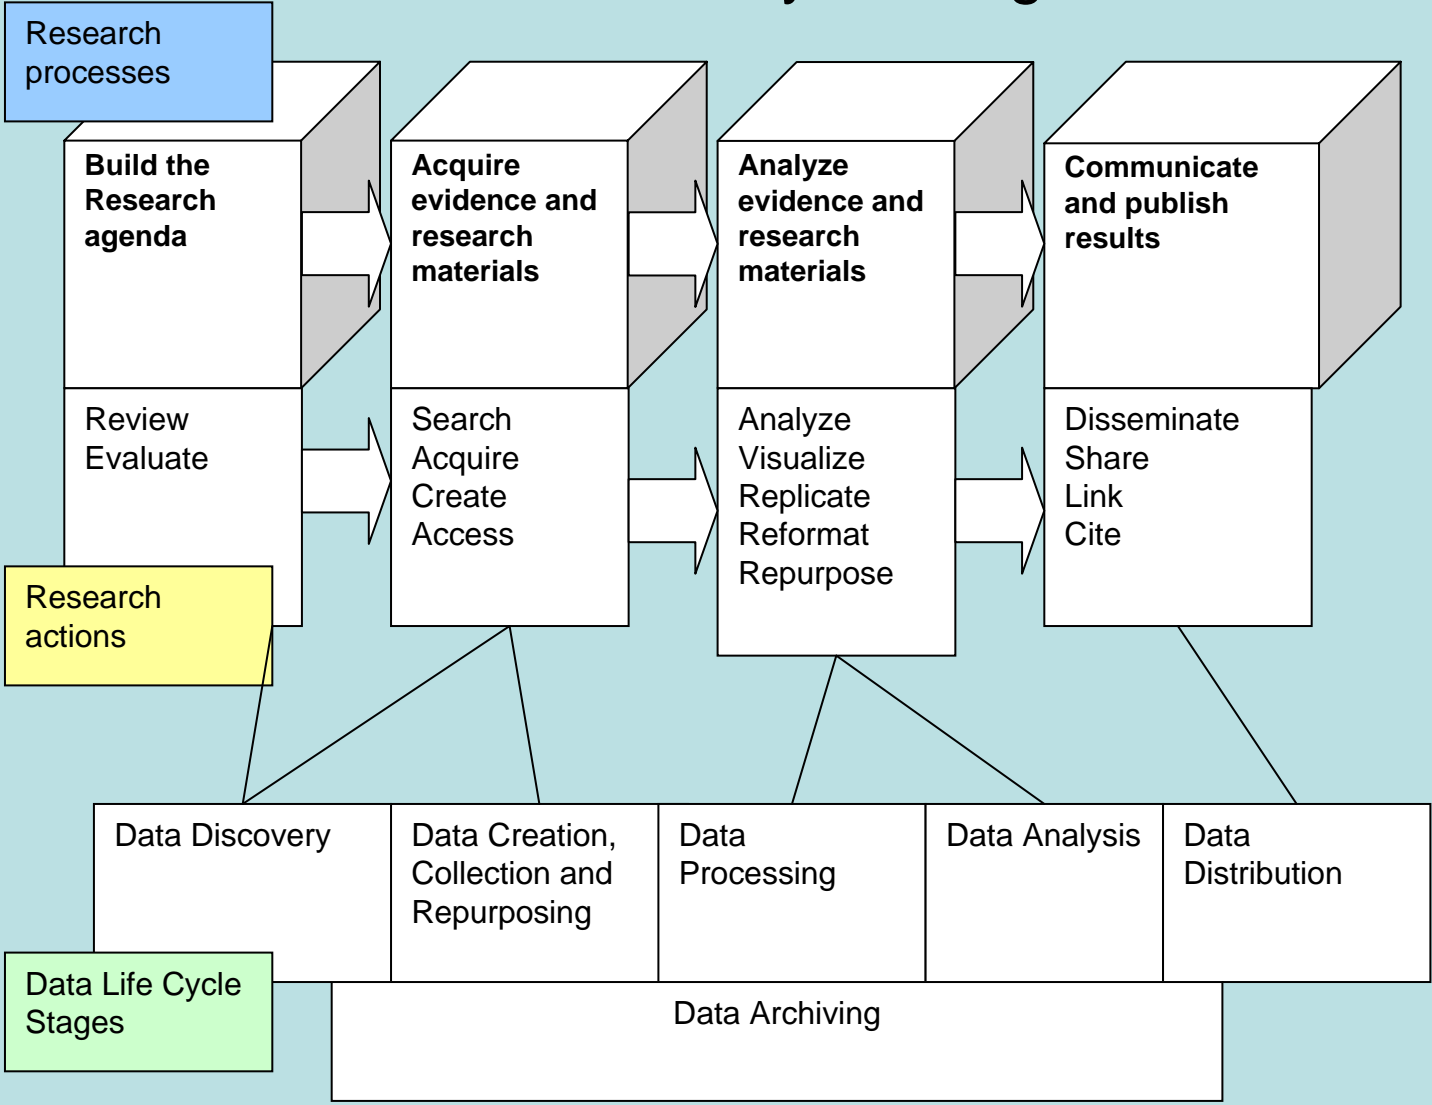 Research
processes
Build the
Research
agenda
Acquire
evidence and
research
materials
Analyze
evidence and
research
materials
Communicate
and publish
results
Review
Evaluate
Search
Acquire
Create
Access
Analyze
Visualize
Replicate
Reformat
Repurpose
Disseminate
Share
Link
Cite
Research
actions
Data Discovery
Data Creation,
Collection and
Repurposing
Data
Processing
Data Analysis
Data
Distribution
Data Life Cycle
Stages
Data Archiving